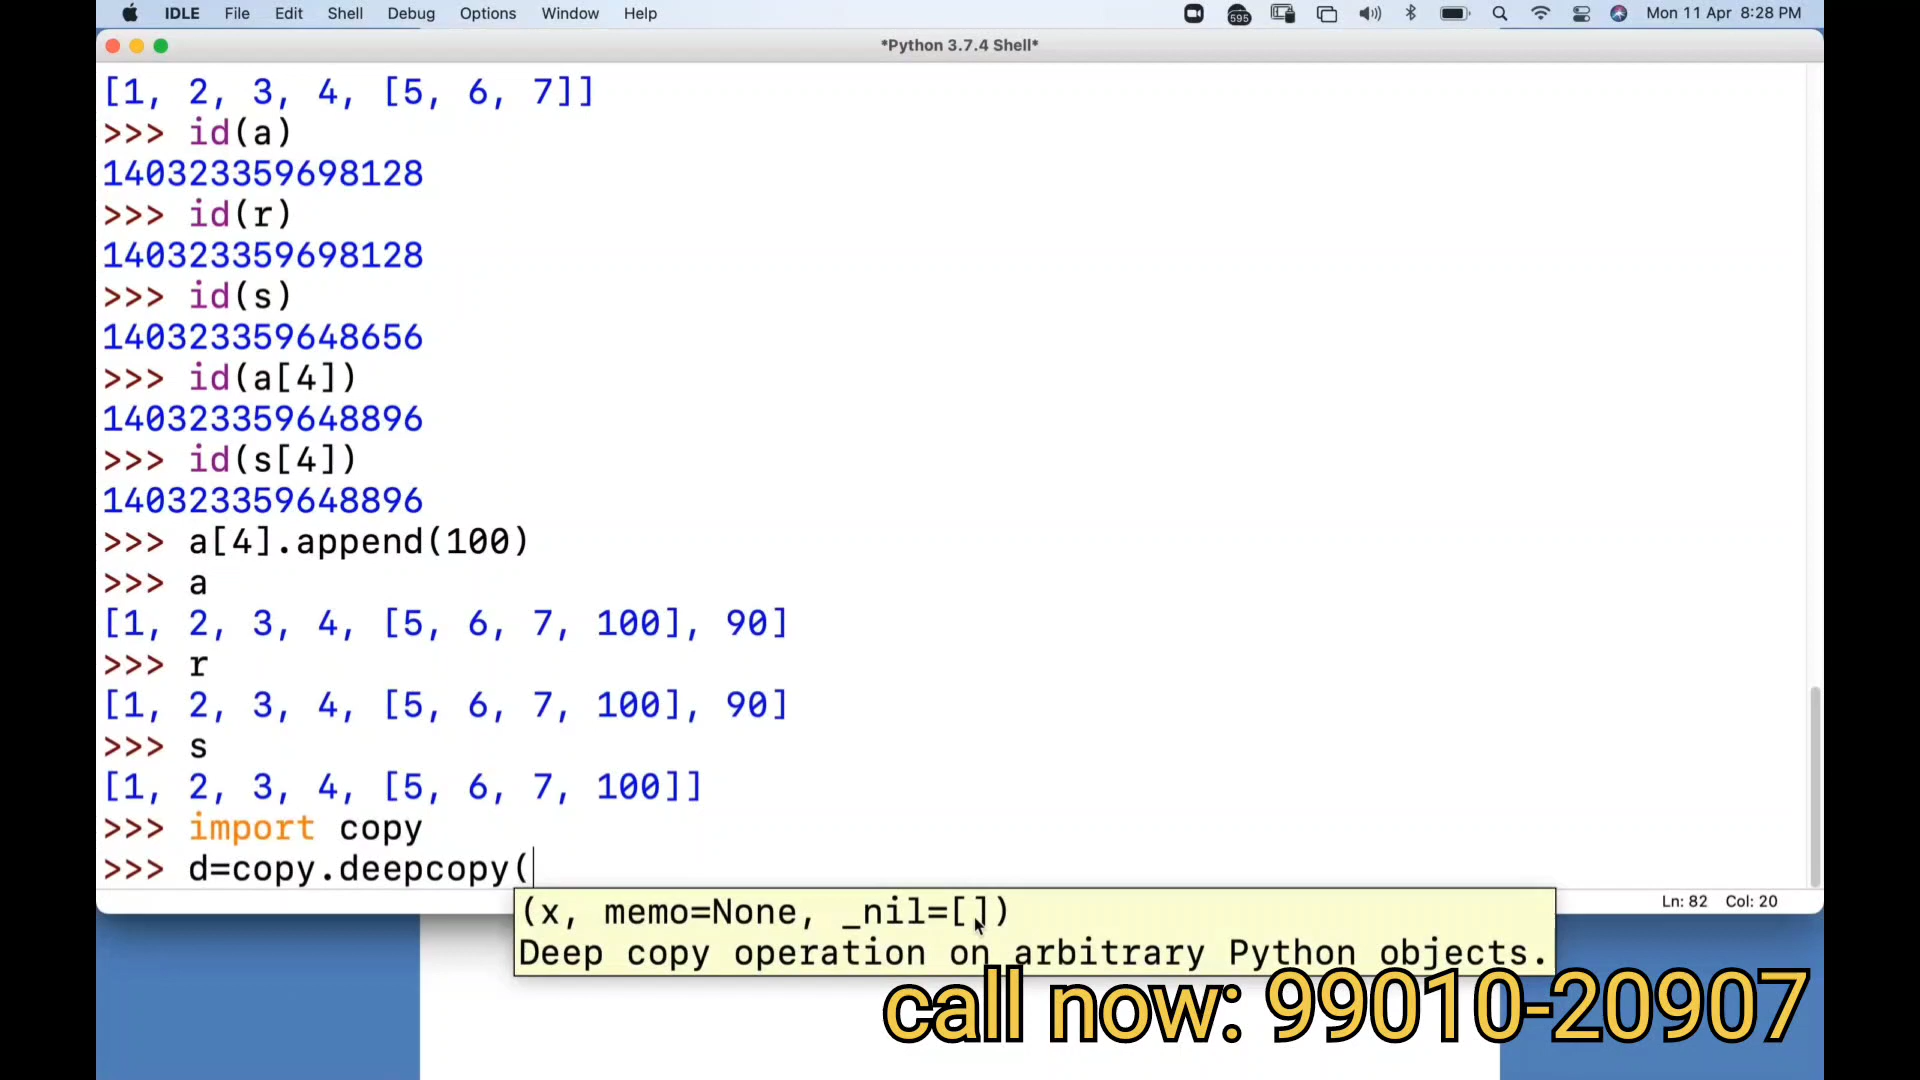 IDLE File Edit Shell Debug Options Window Help 595 Mon 11 Apr 8:28 PM
*Python 3.7.4 Shell*
[1, 2, 3, 4, [5, 6, 7]]
>>> id(a)
140323359698128
>>> id(r)
140323359698128
>>> id(s)
140323359648656
>>> id(a[4])
140323359648896
>>> id(s[4])
140323359648896
>>> a[4].append(100)
>>> a
[1, 2, 3, 4, [5, 6, 7, 100], 90]
>>> r
[1, 2, 3, 4, [5, 6, 7, 100], 90]
>>> s
[1, 2, 3, 4, [5, 6, 7, 100]]
>>> import copy
>>> d=copy.deepcopy(
Ln: 82 Col: 20
(x, memo=None, _nil=[])
Deep copy operation on arbitrary Python objects.
call now: 99010-20907